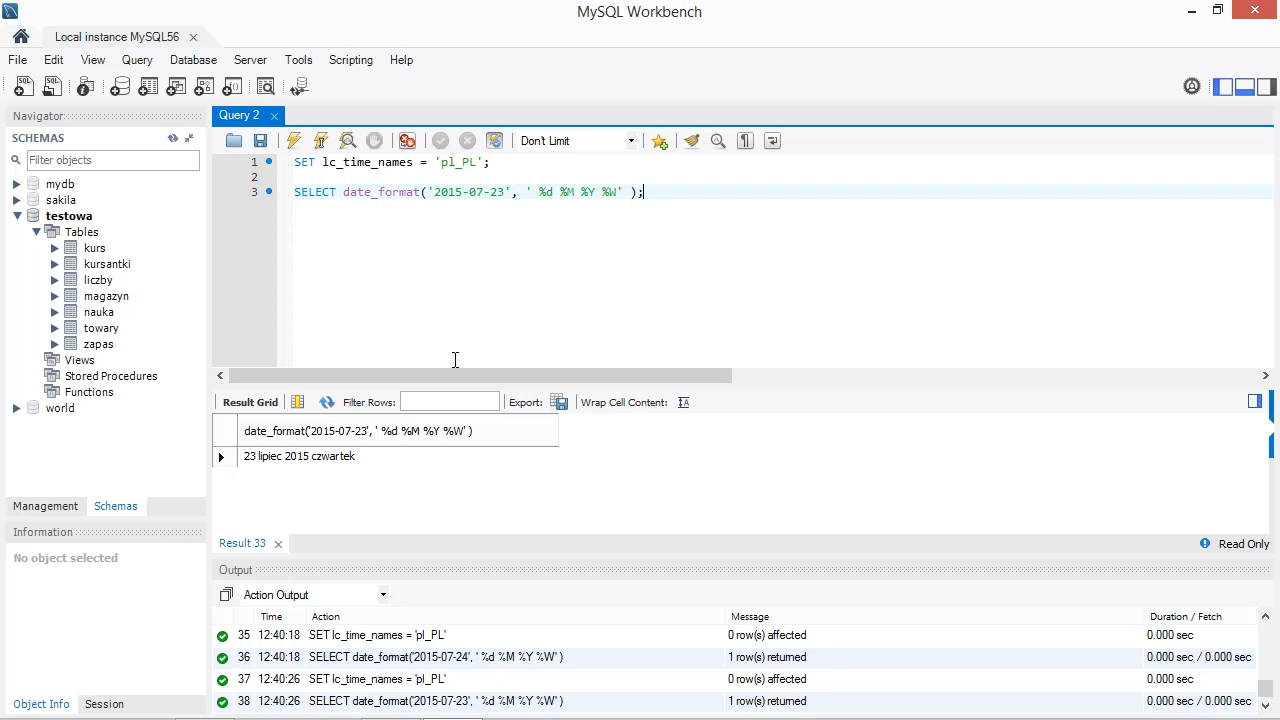 MySQL Workbench
Local instance MySQL56
File Edit View Query Database Server Tools Scripting Help
Navigator
SCHEMAS
Filter objects
mydb
sakila
testowa
Tables
kurs
kursantki
liczby
magazyn
nauka
towary
zapas
Views
Stored Procedures
Functions
world
Management Schemas
Information
No object selected
Object Info Session
Query 2
Don't Limit
1 SET lc_time_names = 'pl_PL';
2
3 SELECT date_format('2015-07-23', ' %d %M %Y %W' );
Result Grid Filter Rows: Export: Wrap Cell Content:
date_format('2015-07-23', ' %d %M %Y %W' )
23 lipiec 2015 czwartek
Result 33 Read Only
Output
Action Output
Time Action Message Duration / Fetch
35 12:40:18 SET lc_time_names = 'pl_PL' 0 row(s) affected 0.000 sec
36 12:40:18 SELECT date_format('2015-07-24', ' %d %M %Y %W' ) 1 row(s) returned 0.000 sec / 0.000 sec
37 12:40:26 SET lc_time_names = 'pl_PL' 0 row(s) affected 0.000 sec
38 12:40:26 SELECT date_format('2015-07-23', ' %d %M %Y %W' ) 1 row(s) returned 0.000 sec / 0.000 sec